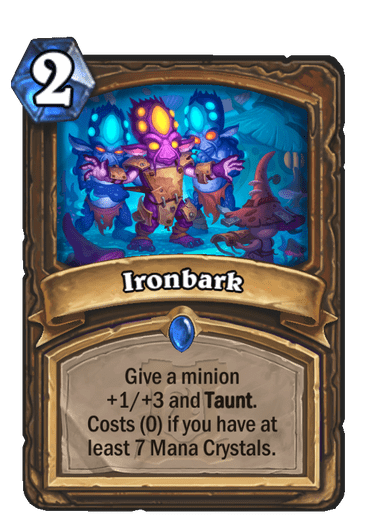 2
Ironbark
Give a minion
+1/+3 and Taunt.
Costs (0) if you have at
least 7 Mana Crystals.